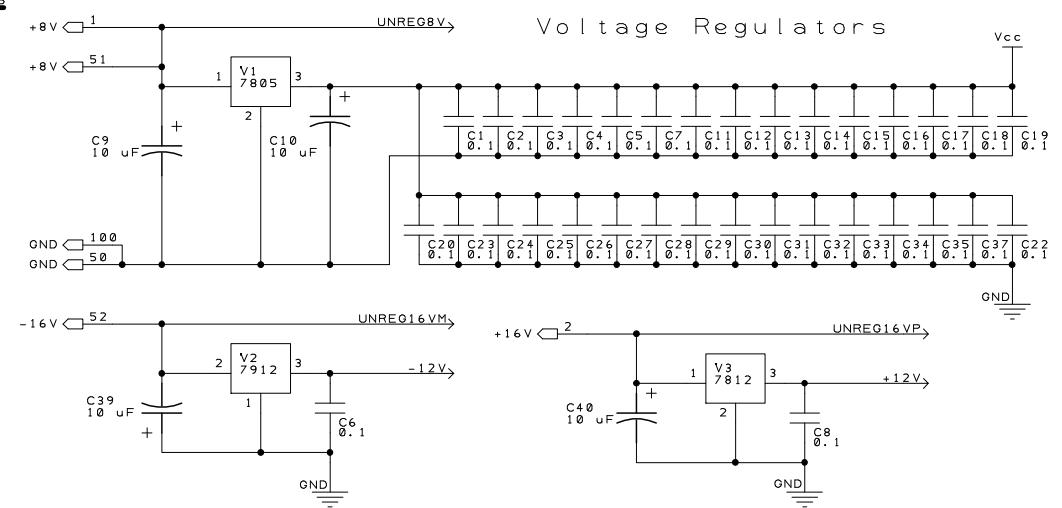 Voltage Regulators
+8V 1 UNREG8V
+8V 51
Vcc
1 V1 3
7805
2
C9
10 uF
+
C10
10 uF
+
C1 C2 C3 C4 C5 C7 C11 C12 C13 C14 C15 C16 C17 C18 C19
0.1 0.1 0.1 0.1 0.1 0.1 0.1 0.1 0.1 0.1 0.1 0.1 0.1 0.1 0.1
GND 100
GND 50
C20 C23 C24 C25 C26 C27 C28 C29 C30 C31 C32 C33 C34 C35 C37 C22
0.1 0.1 0.1 0.1 0.1 0.1 0.1 0.1 0.1 0.1 0.1 0.1 0.1 0.1 0.1 0.1
GND
-16V 52 UNREG16VM
2 V2 3 -12V
7912
1
C39
10 uF
+
C6
0.1
GND
+16V 2 UNREG16VP
1 V3 3 +12V
7812
2
C40
10 uF
+
C8
0.1
GND